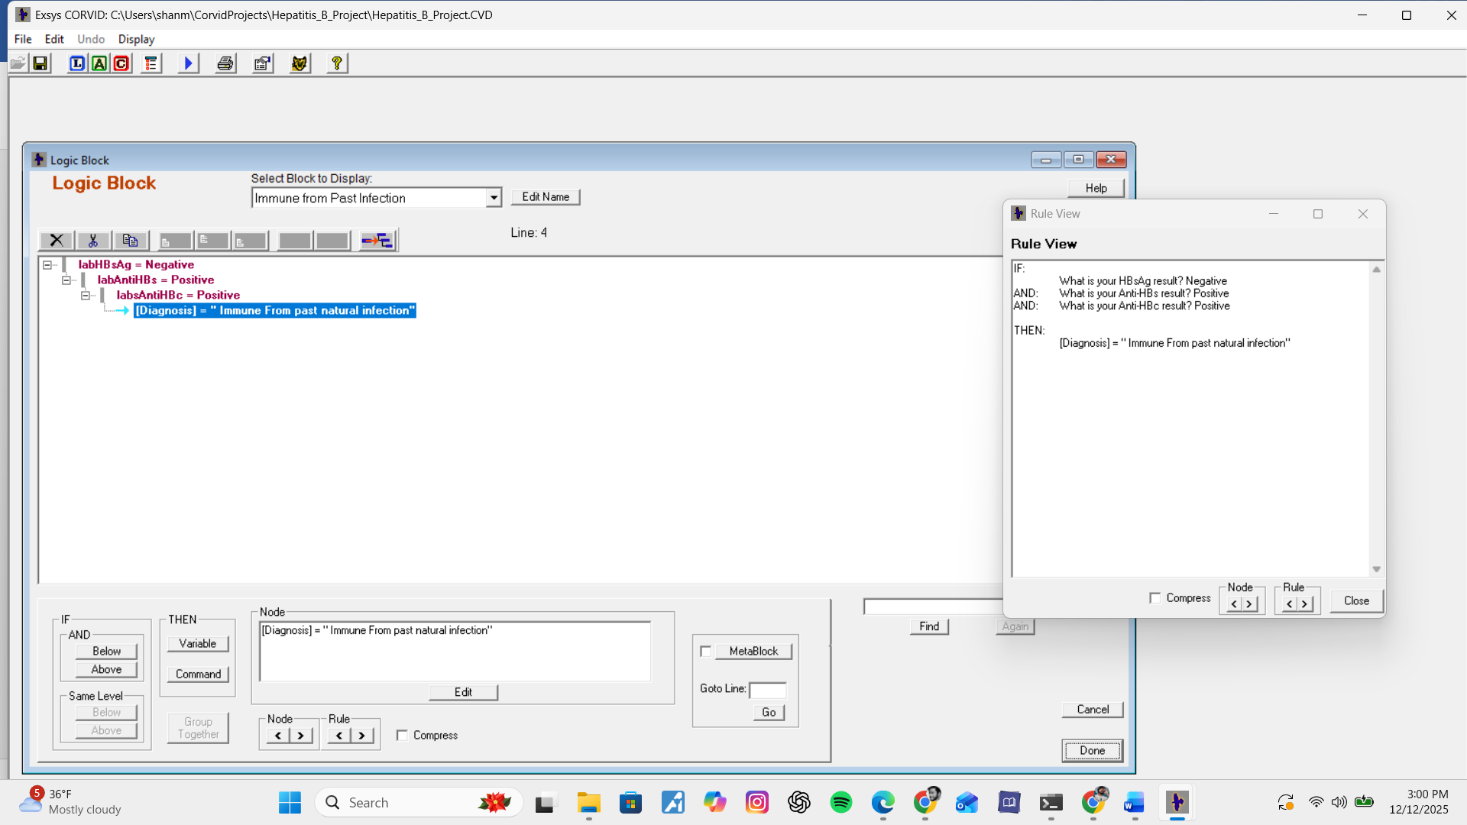 Exsys CORVID: C:\Users\shanm\CorvidProjects\Hepatitis_B_Project\Hepatitis_B_Project.CVD
File Edit Undo Display
L A C ?
Logic Block
Logic Block
Select Block to Display:
Immune from Past Infection
Edit Name
Help
Line: 4
labHBsAg = Negative
labAntiHBs = Positive
labsAntiHBc = Positive
[Diagnosis] = " Immune From past natural infection"
Rule View
Rule View
IF:
What is your HBsAg result? Negative
AND: What is your Anti-HBs result? Positive
AND: What is your Anti-HBc result? Positive
THEN:
[Diagnosis] = " Immune From past natural infection"
Compress
Node
< >
Rule
< >
Close
IF
AND
Below
Above
Same Level
Below
Above
THEN
Variable
Command
Group
Together
Node
[Diagnosis] = " Immune From past natural infection"
Edit
Node
< >
Rule
< >
Compress
MetaBlock
Goto Line:
Go
Find
Again
Cancel
Done
5
36°F
Mostly cloudy
Search
3:00 PM
12/12/2025